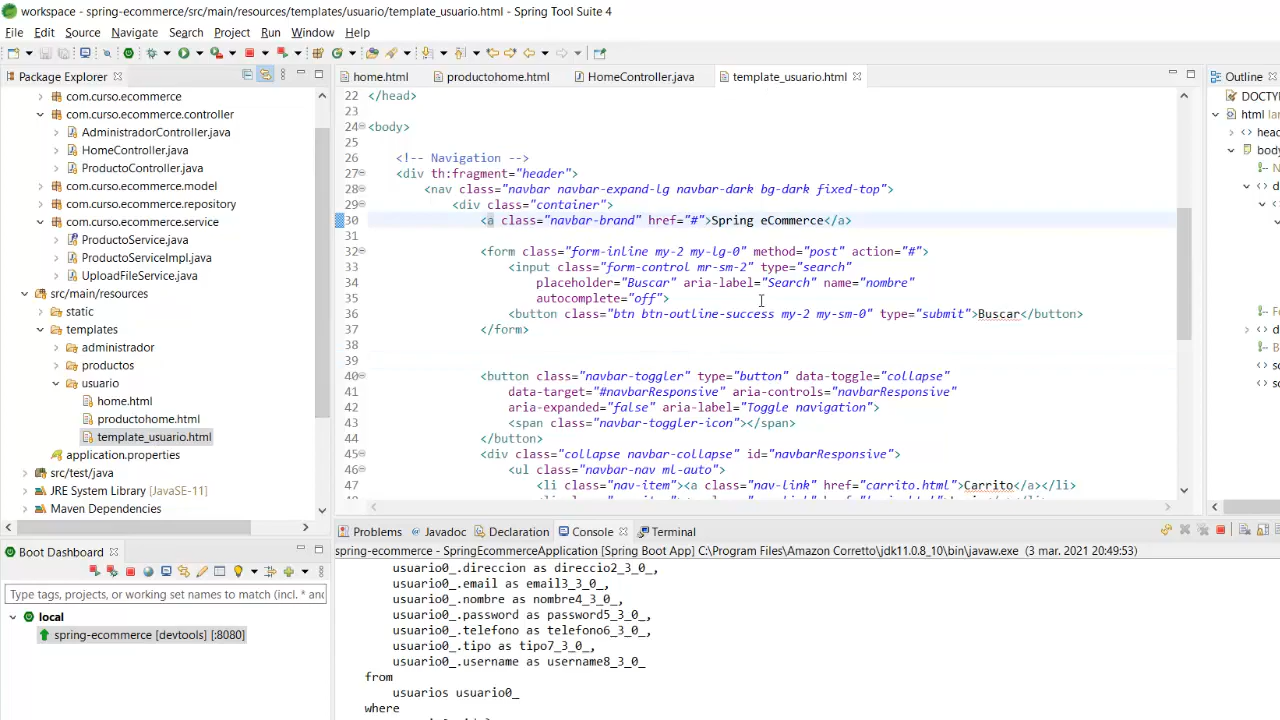 workspace - spring-ecommerce/src/main/resources/templates/usuario/template_usuario.html - Spring Tool Suite 4
File Edit Source Navigate Search Project Run Window Help
Package Explorer
com.curso.ecommerce
com.curso.ecommerce.controller
AdministradorController.java
HomeController.java
ProductoController.java
com.curso.ecommerce.model
com.curso.ecommerce.repository
com.curso.ecommerce.service
ProductoService.java
ProductoServiceImpl.java
UploadFileService.java
src/main/resources
static
templates
administrador
productos
usuario
home.html
productohome.html
template_usuario.html
application.properties
src/test/java
JRE System Library [JavaSE-11]
Maven Dependencies
Boot Dashboard
Type tags, projects, or working set names to match (incl. * and
local
spring-ecommerce [devtools] [:8080]
home.html productohome.html HomeController.java template_usuario.html
22 </head>
23
24 <body>
25
26 <!-- Navigation -->
27 <div th:fragment="header">
28 <nav class="navbar navbar-expand-lg navbar-dark bg-dark fixed-top">
29 <div class="container">
30 <a class="navbar-brand" href="#">Spring eCommerce</a>
31
32 <form class="form-inline my-2 my-lg-0" method="post" action="#">
33 <input class="form-control mr-sm-2" type="search"
34 placeholder="Buscar" aria-label="Search" name="nombre"
35 autocomplete="off">
36 <button class="btn btn-outline-success my-2 my-sm-0" type="submit">Buscar</button>
37 </form>
38
39
40 <button class="navbar-toggler" type="button" data-toggle="collapse"
41 data-target="#navbarResponsive" aria-controls="navbarResponsive"
42 aria-expanded="false" aria-label="Toggle navigation">
43 <span class="navbar-toggler-icon"></span>
44 </button>
45 <div class="collapse navbar-collapse" id="navbarResponsive">
46 <ul class="navbar-nav ml-auto">
47 <li class="nav-item"><a class="nav-link" href="carrito.html">Carrito</a></li>
Outline
DOCTY
html
head
body
Problems Javadoc Declaration Console Terminal
spring-ecommerce - SpringEcommerceApplication [Spring Boot App] C:\Program Files\Amazon Corretto\jdk11.0.8_10\bin\javaw.exe (3 mar. 2021 20:49:53)
usuario0_.direccion as direccio2_3_0_,
usuario0_.email as email3_3_0_,
usuario0_.nombre as nombre4_3_0_,
usuario0_.password as password5_3_0_,
usuario0_.telefono as telefono6_3_0_,
usuario0_.tipo as tipo7_3_0_,
usuario0_.username as username8_3_0_
from
usuarios usuario0_
where